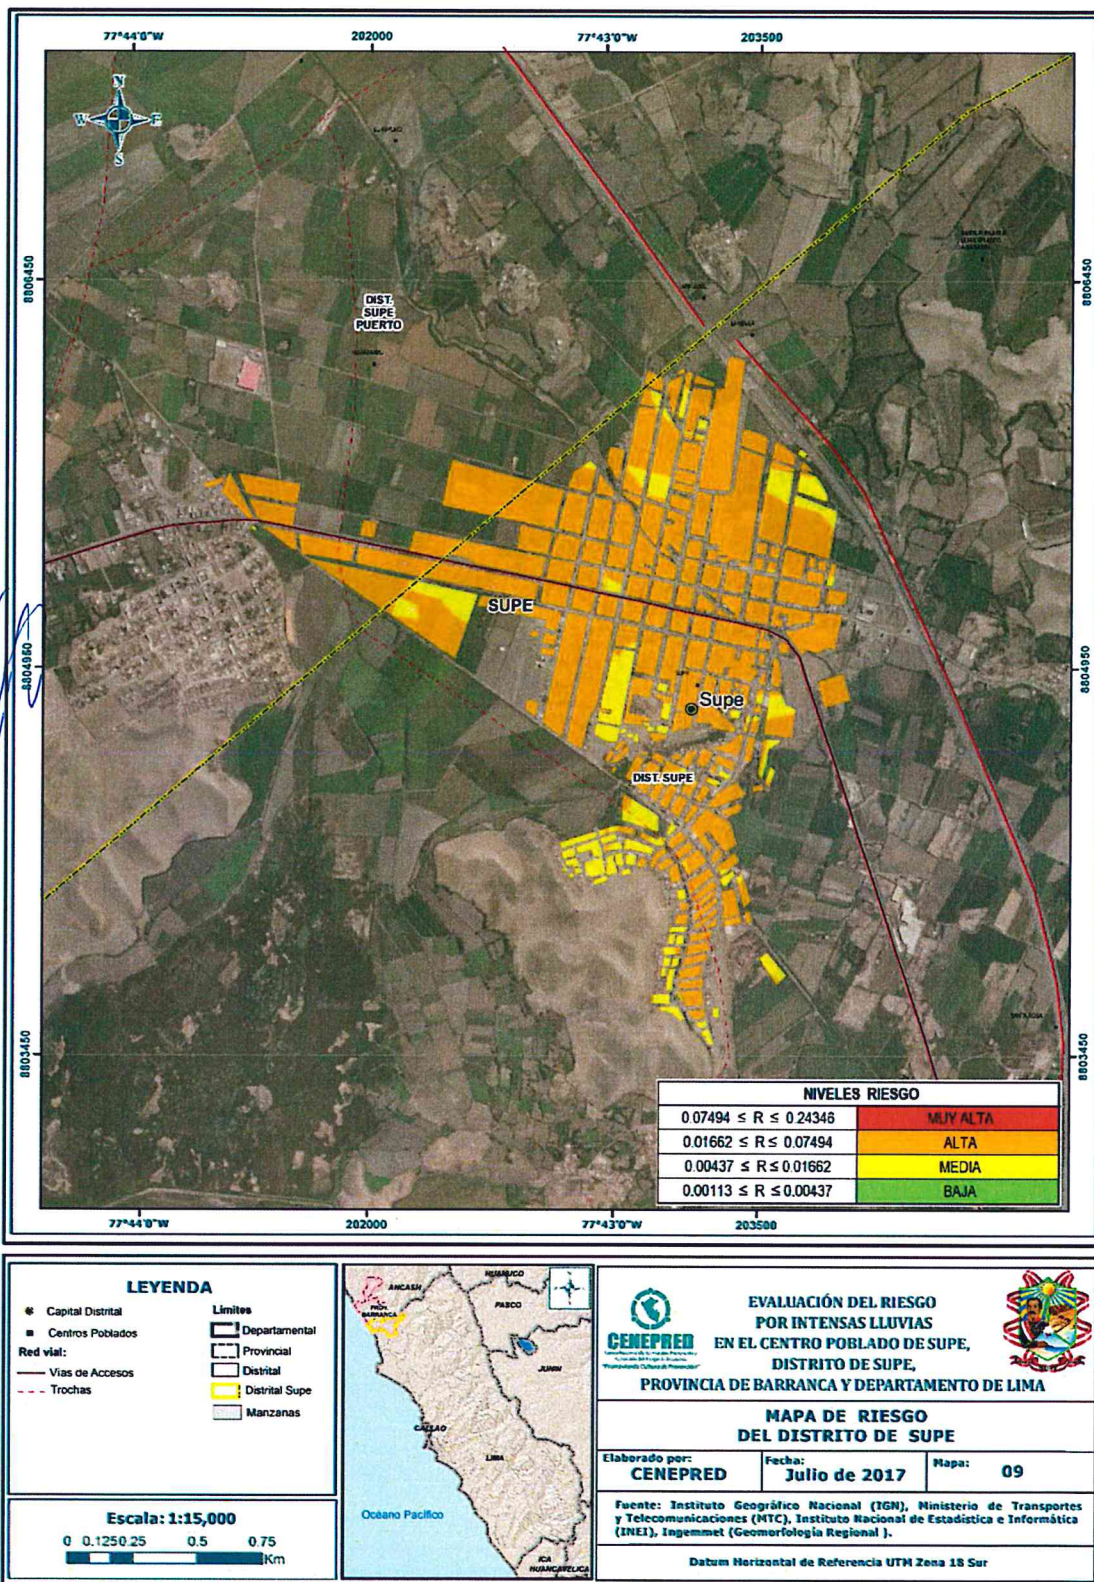 77°44'0"W
202000
77°43'0"W
203500
N
W
E
S
8806450
8806450
DIST.
SUPE
PUERTO
SUPE
8804950
8804950
Supe
DIST. SUPE
8803450
8803450
NIVELES RIESGO
0.07494 ≤ R ≤ 0.24346
MUY ALTA
0.01662 ≤ R ≤ 0.07494
ALTA
0.00437 ≤ R ≤ 0.01662
MEDIA
0.00113 ≤ R ≤ 0.00437
BAJA
77°44'0"W
202000
77°43'0"W
203500
LEYENDA
Capital Distrital
Centros Poblados
Red vial:
Vias de Accesos
Trochas
Limites
Departamental
Provincial
Distrital
Distrital Supe
Manzanas
Escala: 1:15,000
0 0.125 0.25 0.5 0.75
Km
ANCASH
HUANUCO
PASCO
PROV.
BARRANCA
JUNIN
CALLAO
LIMA
Océano Pacífico
ICA
HUANCAVELICA
CENEPRED
EVALUACIÓN DEL RIESGO
POR INTENSAS LLUVIAS
EN EL CENTRO POBLADO DE SUPE,
DISTRITO DE SUPE,
PROVINCIA DE BARRANCA Y DEPARTAMENTO DE LIMA
MAPA DE RIESGO
DEL DISTRITO DE SUPE
Elaborado por:
CENEPRED
Fecha:
Julio de 2017
Mapa:
09
Fuente: Instituto Geográfico Nacional (IGN), Ministerio de Transportes
y Telecomunicaciones (MTC), Instituto Nacional de Estadística e Informática
(INEI), Ingemmet (Geomorfología Regional ).
Datum Horizontal de Referencia UTM Zona 18 Sur